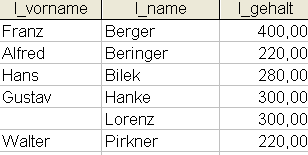 l_vorname l_name l_gehalt
Franz Berger 400,00
Alfred Beringer 220,00
Hans Bilek 280,00
Gustav Hanke 300,00
Lorenz 300,00
Walter Pirkner 220,00